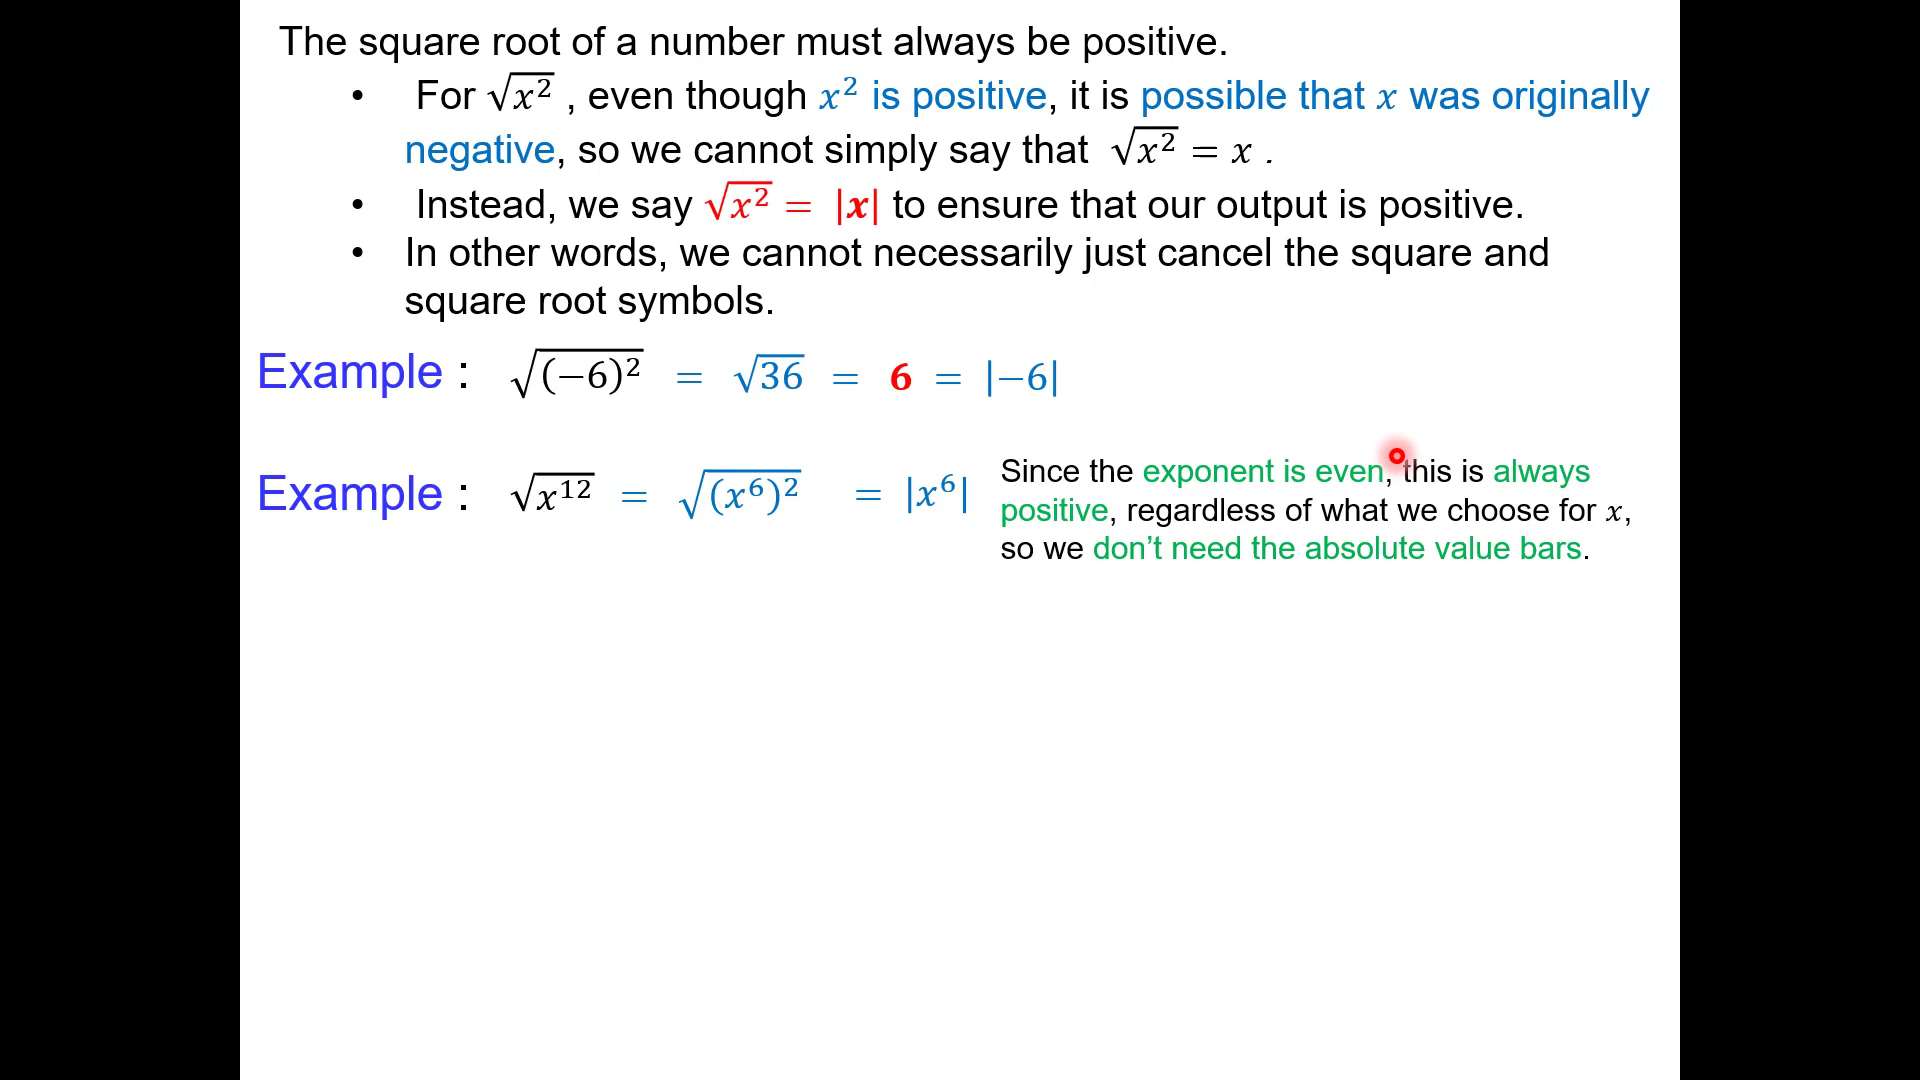 The square root of a number must always be positive.
• For √x² , even though x² is positive, it is possible that x was originally
negative, so we cannot simply say that √x² = x .
• Instead, we say √x² = |x| to ensure that our output is positive.
• In other words, we cannot necessarily just cancel the square and
square root symbols.
Example : √(−6)² = √36 = 6 = |−6|
Example : √x¹² = √(x⁶)² = |x⁶|
Since the exponent is even, this is always
positive, regardless of what we choose for x,
so we don’t need the absolute value bars.